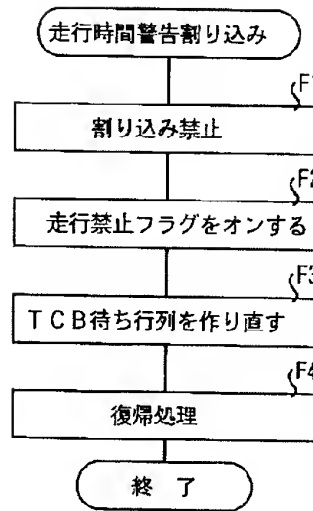 走行時間警告割り込み
F1
割り込み禁止
F2
走行禁止フラグをオンする
F3
TCB待ち行列を作り直す
F4
復帰処理
終了